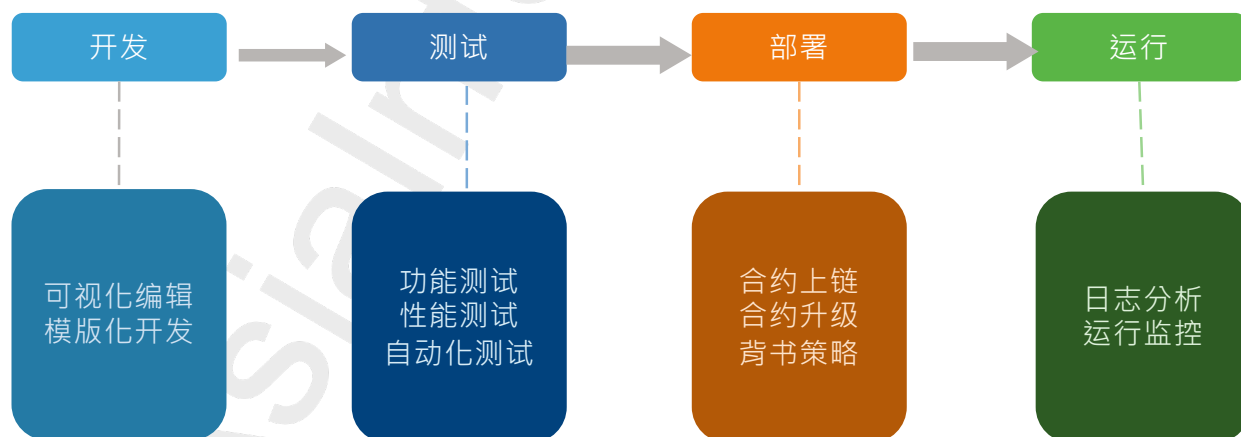 开发
测试
部署
运行
可视化编辑
模版化开发
功能测试
性能测试
自动化测试
合约上链
合约升级
背书策略
日志分析
运行监控